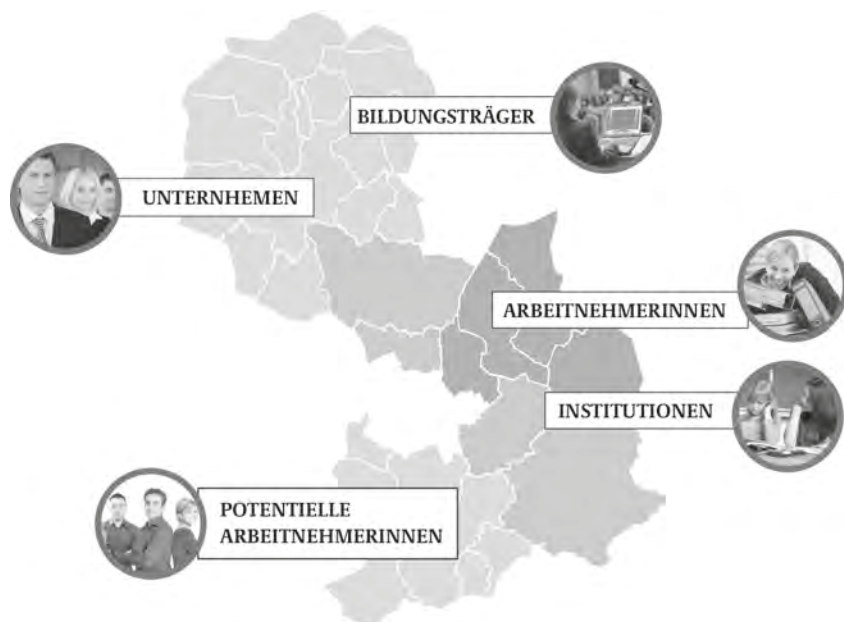 BILDUNGSTRÄGER
UNTERNHEMEN
ARBEITNEHMERINNEN
INSTITUTIONEN
POTENTIELLE
ARBEITNEHMERINNEN